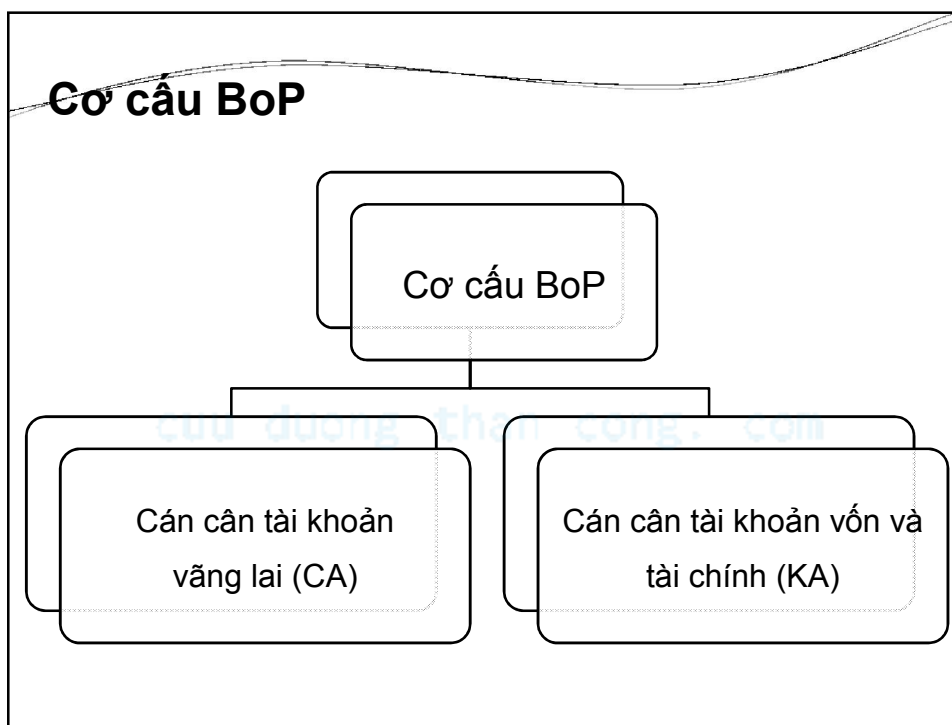 Cơ cấu BoP
Cơ cấu BoP
cuu duong than cong. com
Cán cân tài khoản
vãng lai (CA)
Cán cân tài khoản vốn và
tài chính (KA)